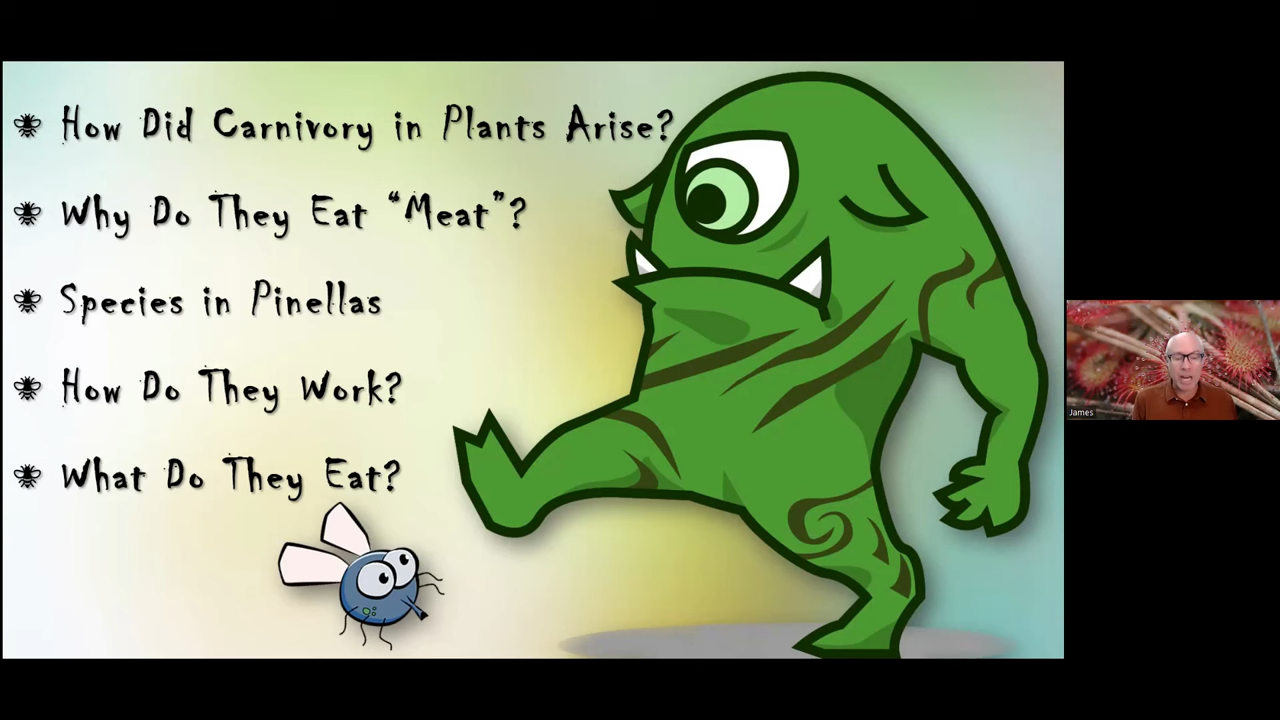 How Did Carnivory in Plants Arise?
Why Do They Eat “Meat”?
Species in Pinellas
How Do They Work?
What Do They Eat?
James